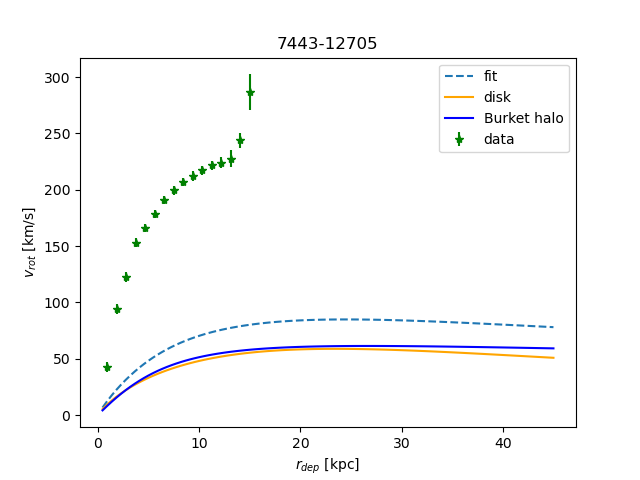 7443-12705
fit
disk
Burket halo
data
300
250
200
150
100
50
0
v_rot [km/s]
0 10 20 30 40
r_dep [kpc]